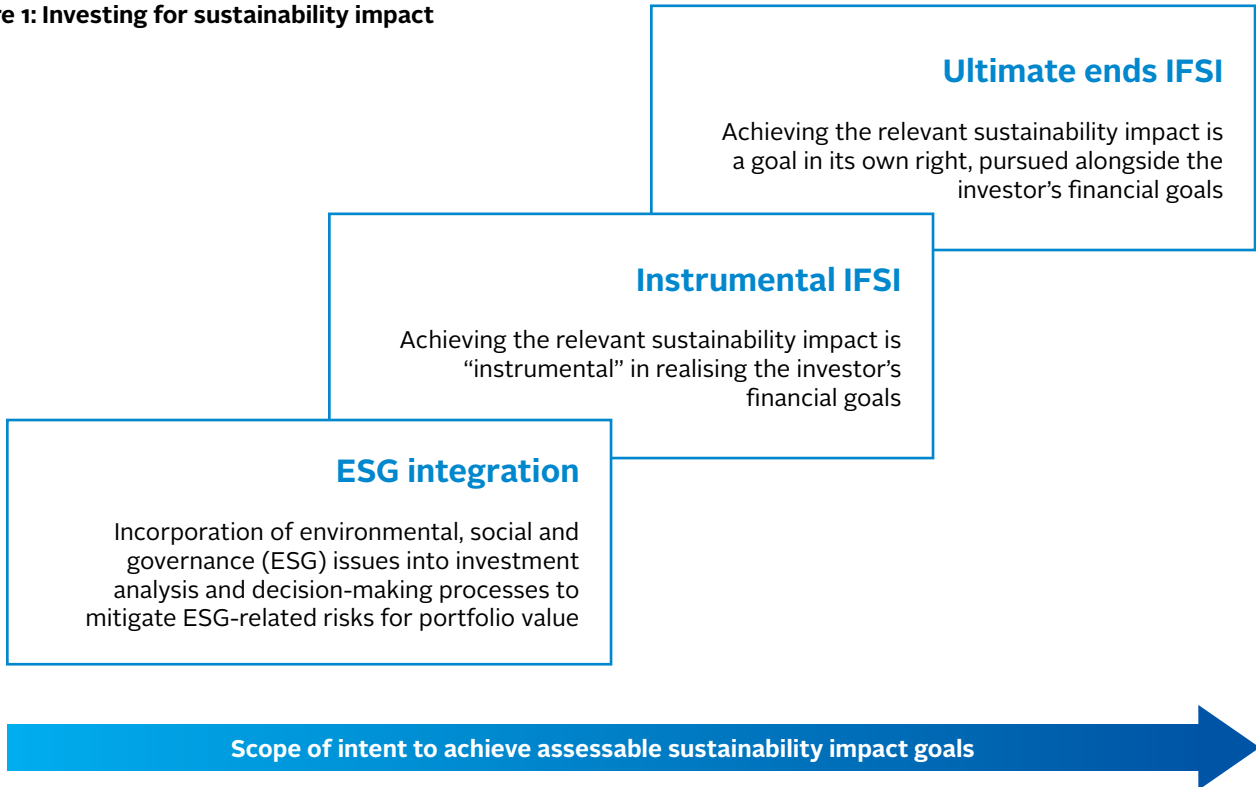 re 1: Investing for sustainability impact
Ultimate ends IFSI
Achieving the relevant sustainability impact is
a goal in its own right, pursued alongside the
investor's financial goals
Instrumental IFSI
Achieving the relevant sustainability impact is
“instrumental” in realising the investor's
financial goals
ESG integration
Incorporation of environmental, social and
governance (ESG) issues into investment
analysis and decision-making processes to
mitigate ESG-related risks for portfolio value
Scope of intent to achieve assessable sustainability impact goals